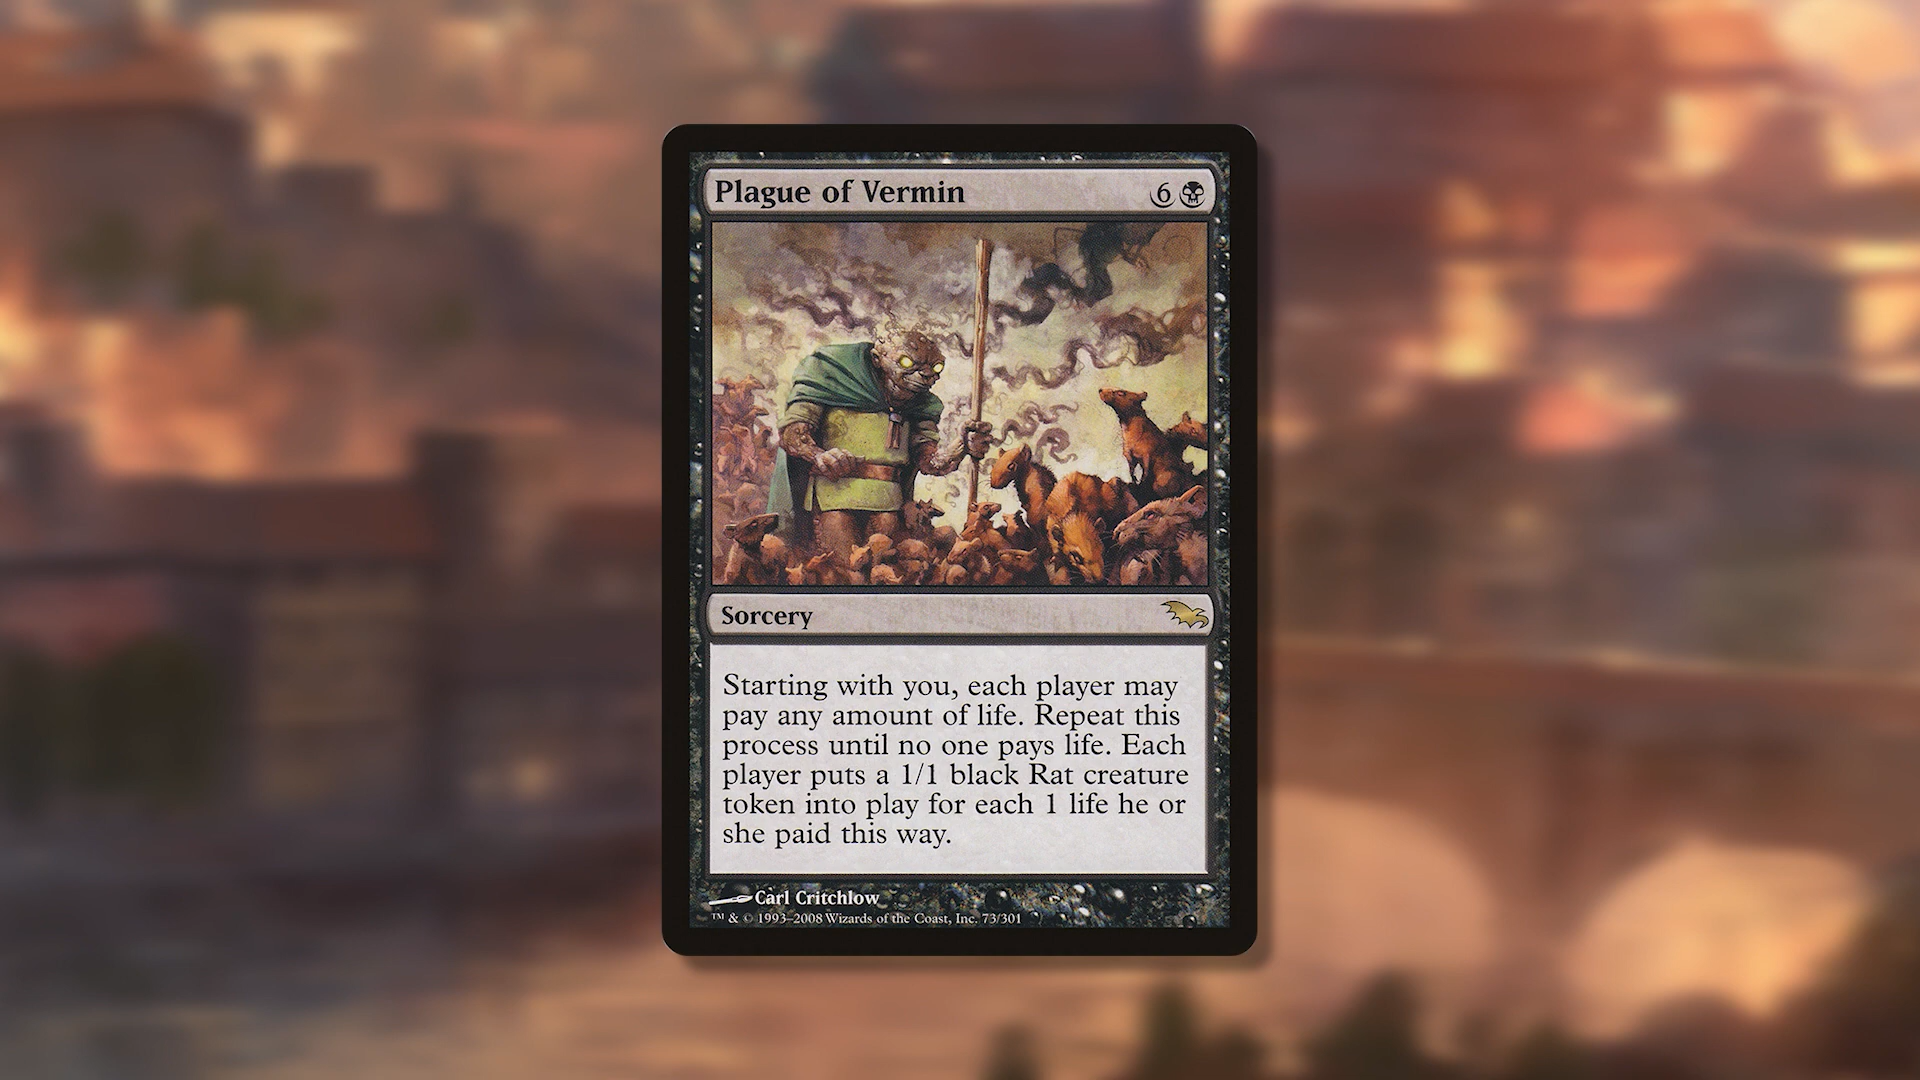 Plague of Vermin 6
Sorcery
Starting with you, each player may
pay any amount of life. Repeat this
process until no one pays life. Each
player puts a 1/1 black Rat creature
token into play for each 1 life he or
she paid this way.
Carl Critchlow
™ & © 1993–2008 Wizards of the Coast, Inc. 73/301